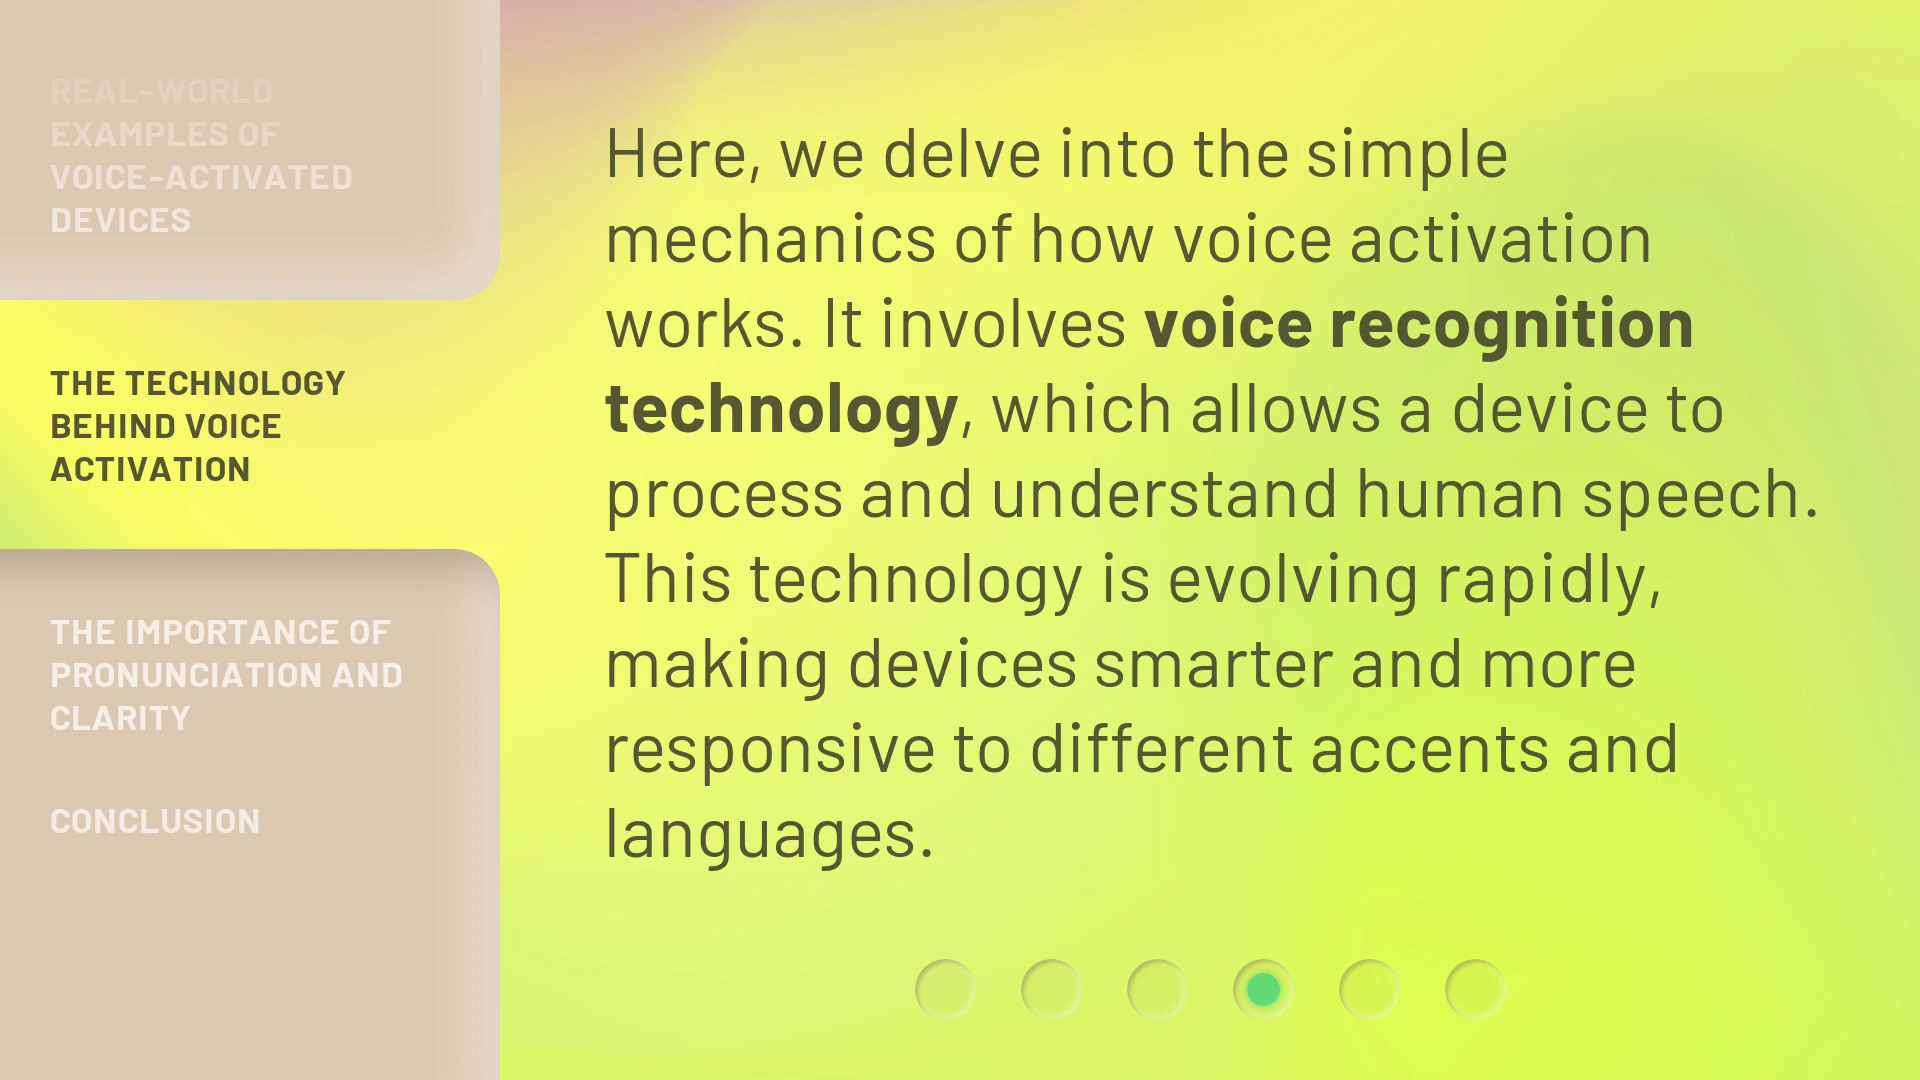 REAL-WORLD
EXAMPLES OF
VOICE-ACTIVATED
DEVICES
THE TECHNOLOGY
BEHIND VOICE
ACTIVATION
THE IMPORTANCE OF
PRONUNCIATION AND
CLARITY
CONCLUSION
Here, we delve into the simple
mechanics of how voice activation
works. It involves voice recognition
technology, which allows a device to
process and understand human speech.
This technology is evolving rapidly,
making devices smarter and more
responsive to different accents and
languages.